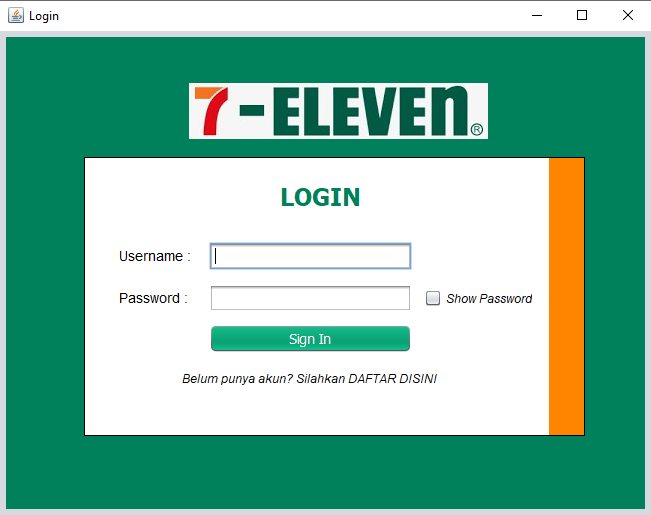 Login
7-ELEVEn®
LOGIN
Username :
Password :
Show Password
Sign In
Belum punya akun? Silahkan DAFTAR DISINI